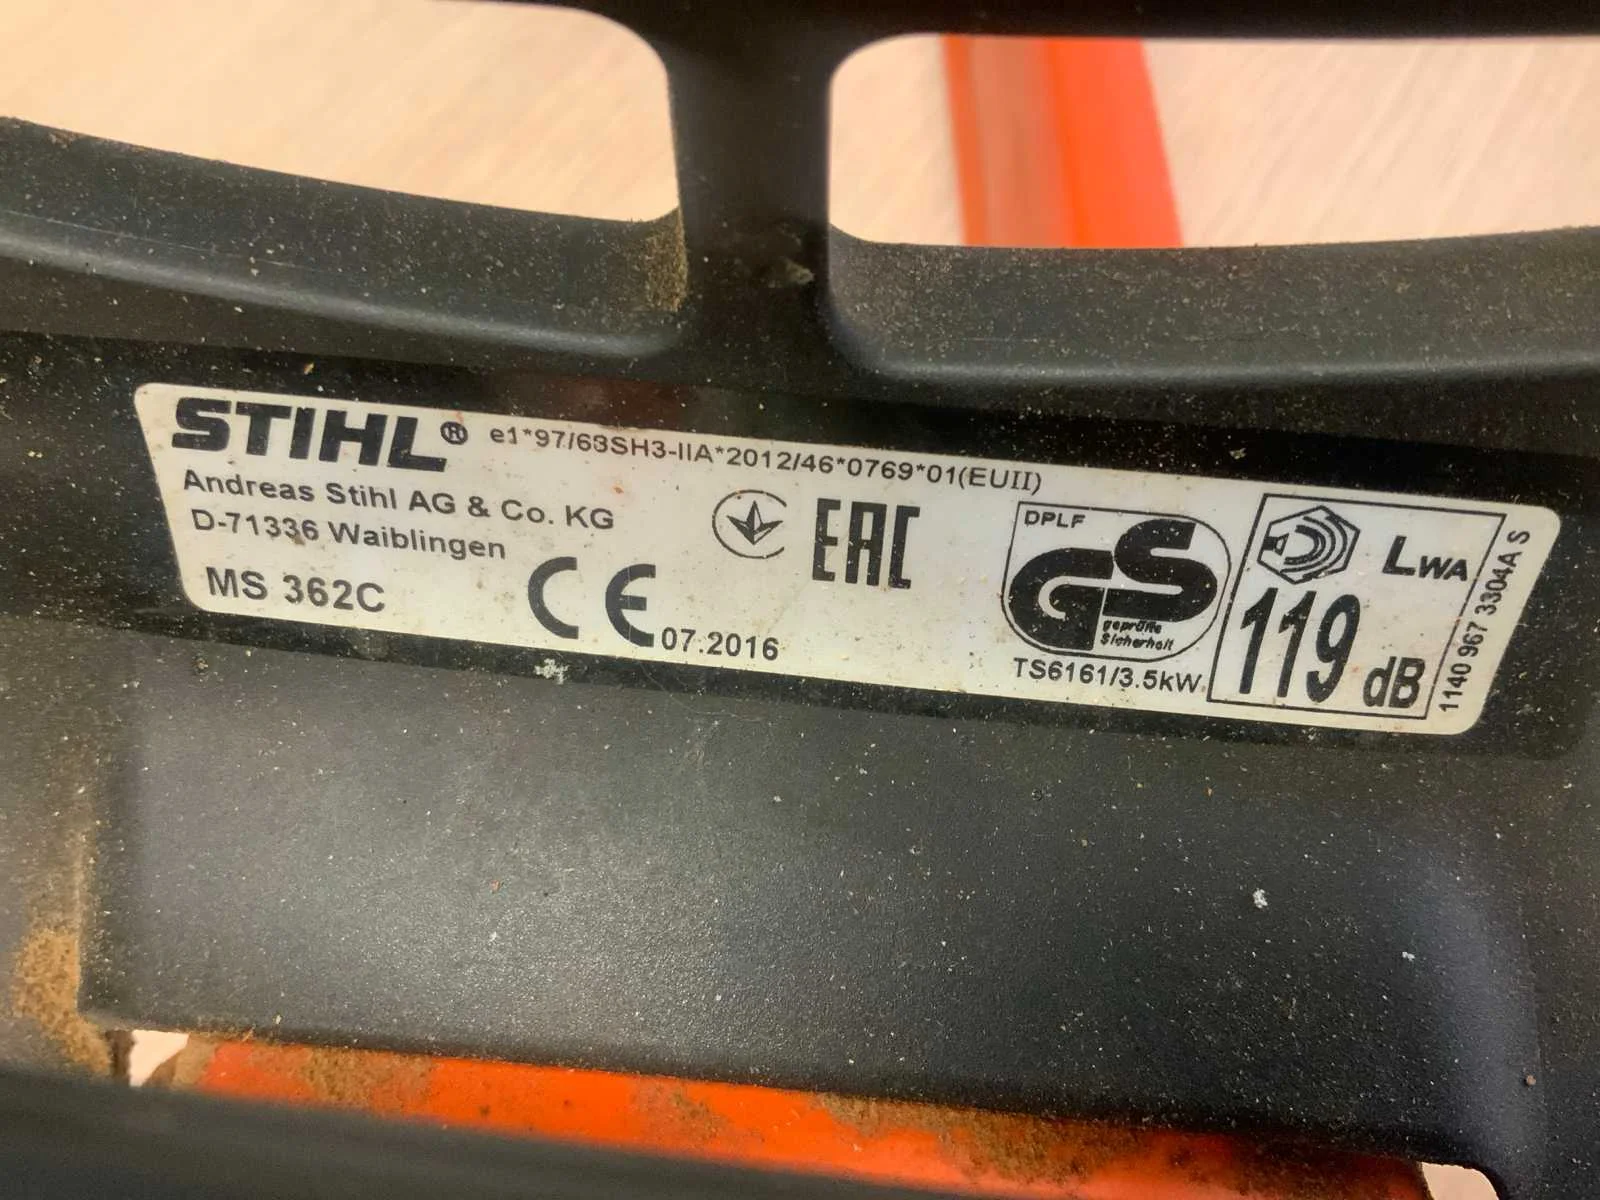 STIHL® e1*97/68SH3-IIA*2012/46*0769*01(EUII)
Andreas Stihl AG & Co. KG
D-71336 Waiblingen
MS 362C
CE 07.2016
EAC
DPLF
GS
geprüfte
Sicherheit
TS6161/3.5kW
LWA
119 dB
1140 967 3304A S